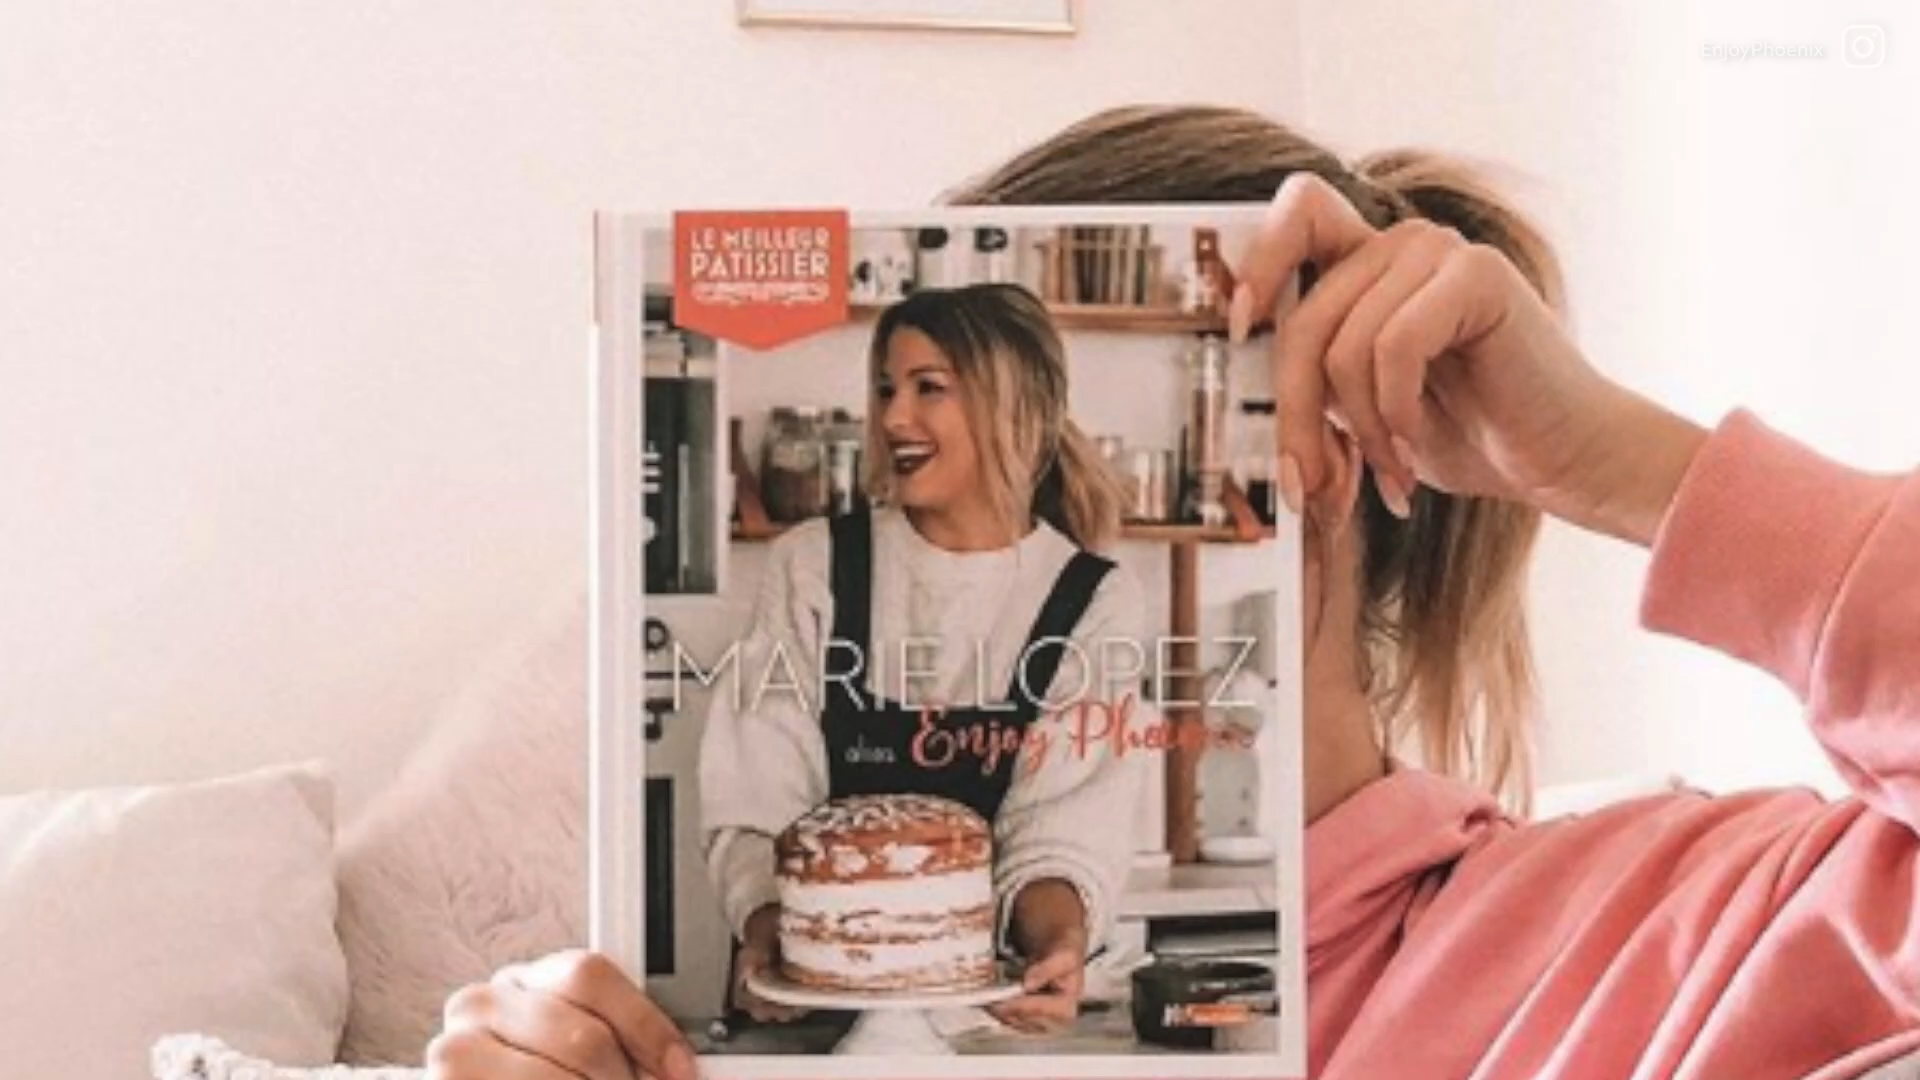 EnjoyPhoenix
LE MEILLEUR
PATISSIER
MARIE LOPEZ
alias Enjoy Phoenix